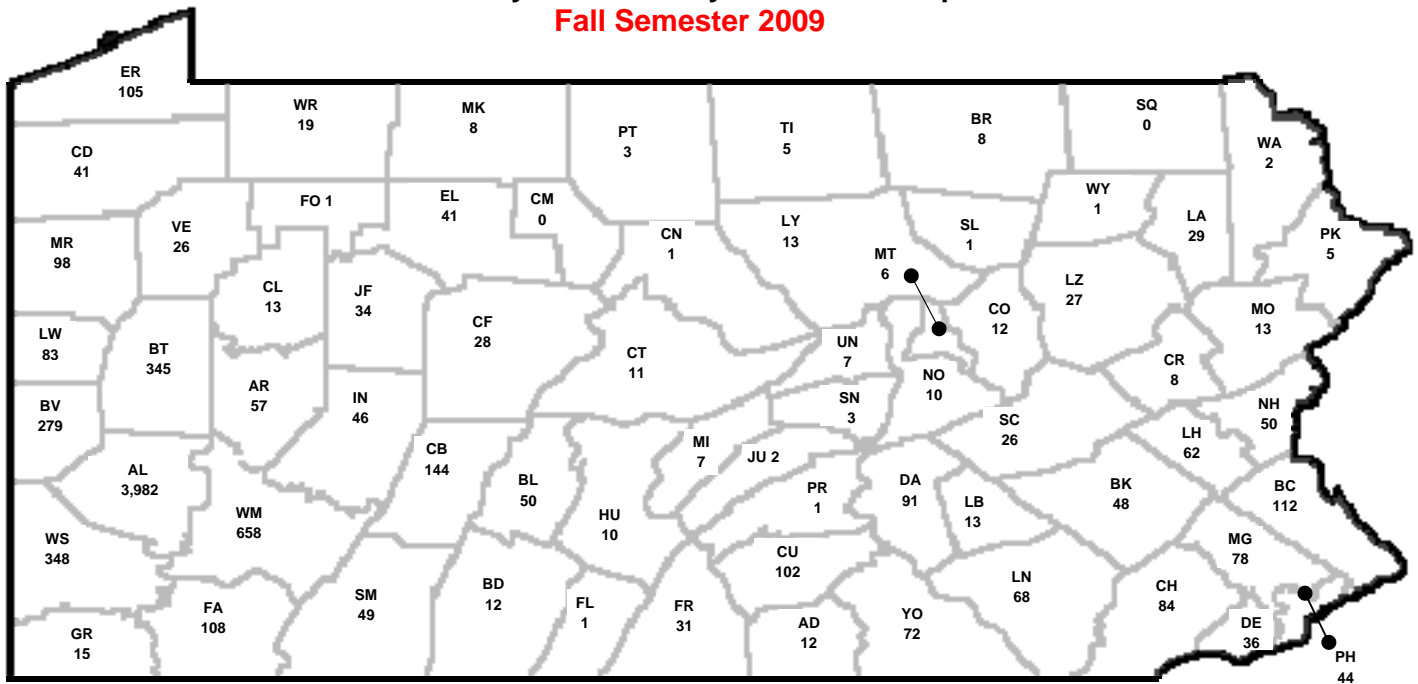 Fall Semester 2009
ER
105
WR
19
MK
8
PT
3
TI
5
BR
8
SQ
0
WA
2
CD
41
VE
26
FO 1
EL
41
CM
0
CN
1
LY
13
SL
1
WY
1
LA
29
PK
5
MR
98
CL
13
JF
34
MT
6
LZ
27
CO
12
MO
13
LW
83
BT
345
CF
28
CT
11
UN
7
CR
8
BV
279
AR
57
IN
46
NO
10
SN
3
SC
26
NH
50
LH
62
MI
7
JU 2
AL
3,982
CB
144
BL
50
PR
1
DA
91
LB
13
BK
48
BC
112
WM
658
HU
10
WS
348
CU
102
MG
78
SM
49
BD
12
FL
1
FR
31
AD
12
YO
72
LN
68
CH
84
FA
108
GR
15
DE
36
PH
44